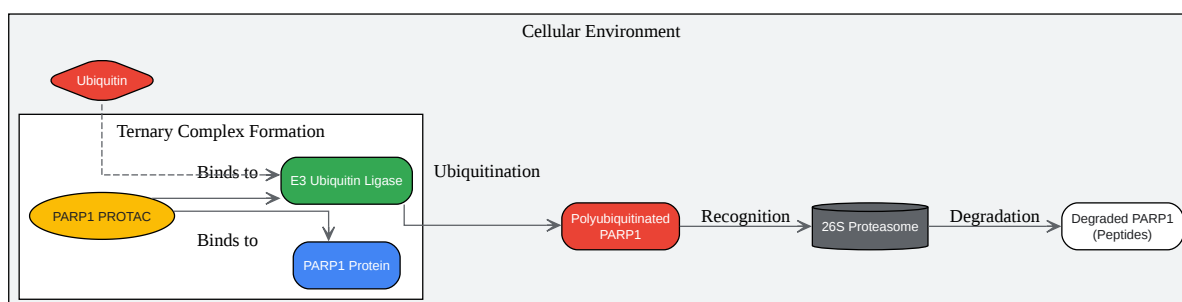 Cellular Environment
Ubiquitin
Ternary Complex Formation
Binds to
E3 Ubiquitin Ligase
Ubiquitination
PARP1 PROTAC
Binds to
PARP1 Protein
Polyubiquitinated
PARP1
Recognition
26S Proteasome
Degradation
Degraded PARP1
(Peptides)